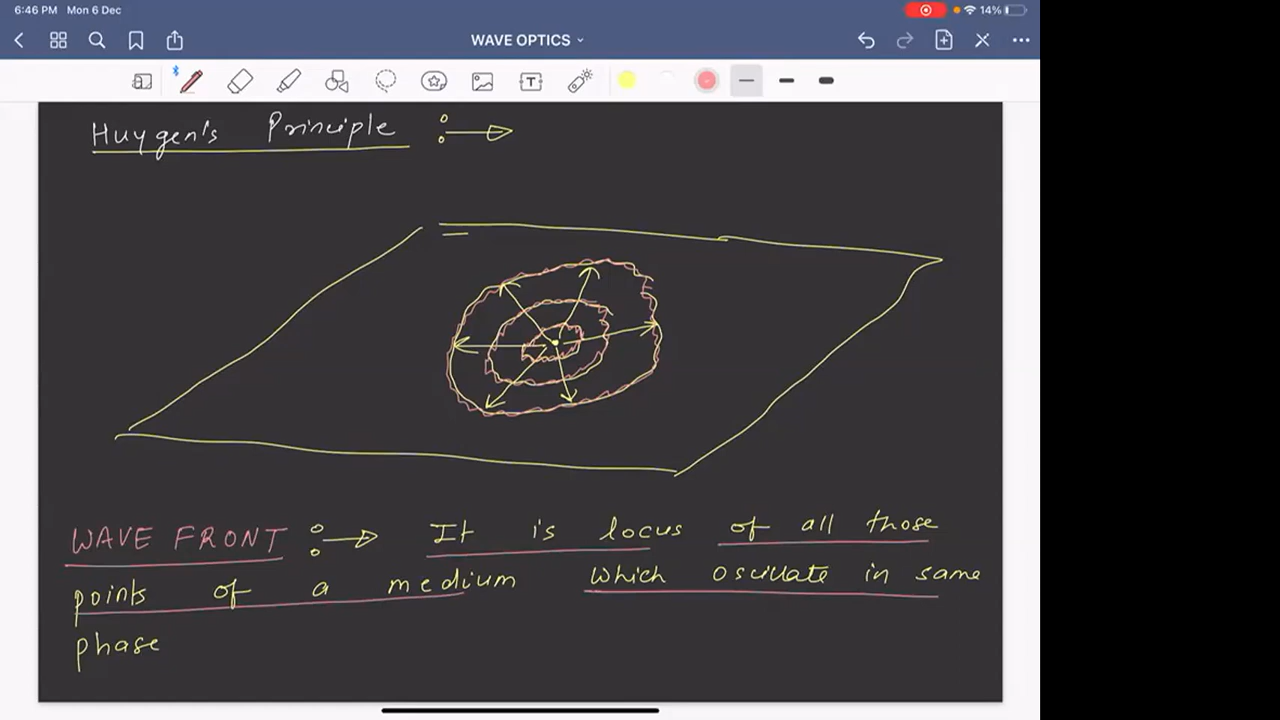 6:46 PM Mon 6 Dec 14%
WAVE OPTICS
Huygen's Principle
WAVE FRONT It is locus of all those
points of a medium which oscillate in same
phase